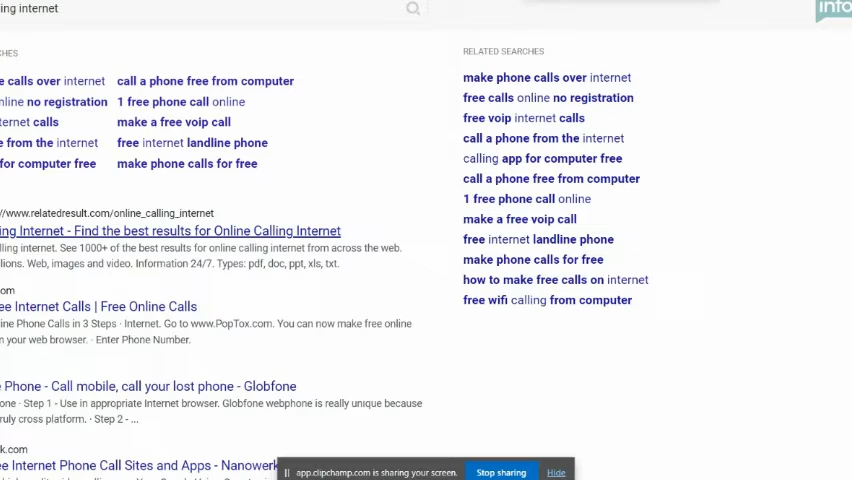 ing internet
info
CHES
e calls over internet
call a phone free from computer
nline no registration
1 free phone call online
ternet calls
make a free voip call
e from the internet
free internet landline phone
for computer free
make phone calls for free
//www.relatedresult.com/online_calling_internet
ing Internet - Find the best results for Online Calling Internet
lling internet. See 1000+ of the best results for online calling internet from across the web.
lions. Web, images and video. Information 24/7. Types: pdf, doc, ppt, xls, txt.
om
ee Internet Calls | Free Online Calls
ine Phone Calls in 3 Steps · Internet. Go to www.PopTox.com. You can now make free online
n your web browser. · Enter Phone Number.
e Phone - Call mobile, call your lost phone - Globfone
one · Step 1 - Use in appropriate Internet browser. Globfone webphone is really unique because
truly cross platform. · Step 2 - ...
k.com
ee Internet Phone Call Sites and Apps - Nanowerk
RELATED SEARCHES
make phone calls over internet
free calls online no registration
free voip internet calls
call a phone from the internet
calling app for computer free
call a phone free from computer
1 free phone call online
make a free voip call
free internet landline phone
make phone calls for free
how to make free calls on internet
free wifi calling from computer
app.clipchamp.com is sharing your screen.
Stop sharing
Hide